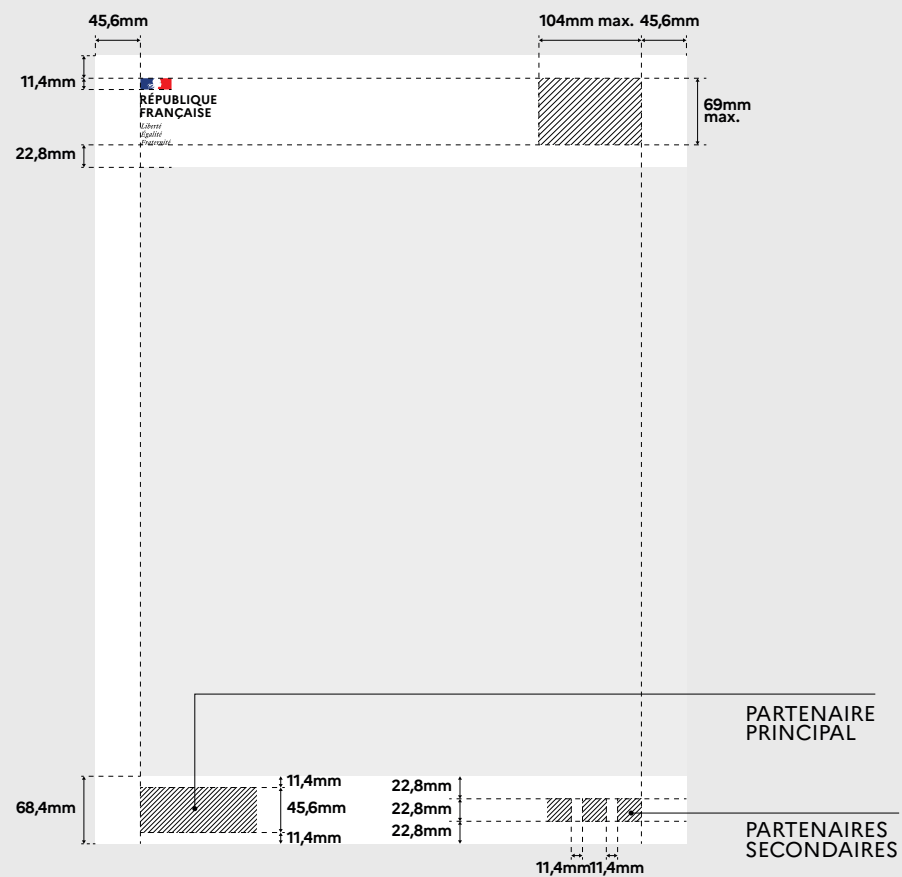 45,6mm
104mm max.
45,6mm
11,4mm
RÉPUBLIQUE
FRANÇAISE
Liberté
Égalité
Fraternité
69mm
max.
22,8mm
PARTENAIRE
PRINCIPAL
11,4mm
22,8mm
68,4mm
45,6mm
22,8mm
11,4mm
22,8mm
PARTENAIRES
SECONDAIRES
11,4mm
11,4mm